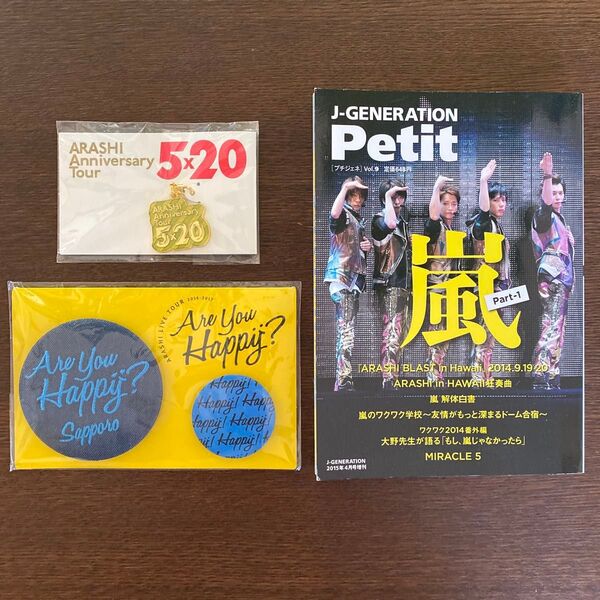 ARASHI
Anniversary
Tour
5×20
ARASHI
Anniversary
Tour
5×20
ARASHI LIVE TOUR 2016-2017
Are You
Happy?
Are You
Happy?
Sapporo
Happy!
Happy! Happy!
Happy! Happy!
Happy! Happy!
J-GENERATION
Petit
[プチジェネ] Vol.9 定価648円
嵐
Part-1
「ARASHI BLAST in Hawaii」2014.9.19-20
ARASHI in HAWAii狂奏曲
嵐 解体白書
嵐のワクワク学校〜友情がもっと深まるドーム合宿〜
ワクワク2014番外編
大野先生が語る「もし、嵐じゃなかったら」
MIRACLE 5
J-GENERATION
2015年4月号増刊